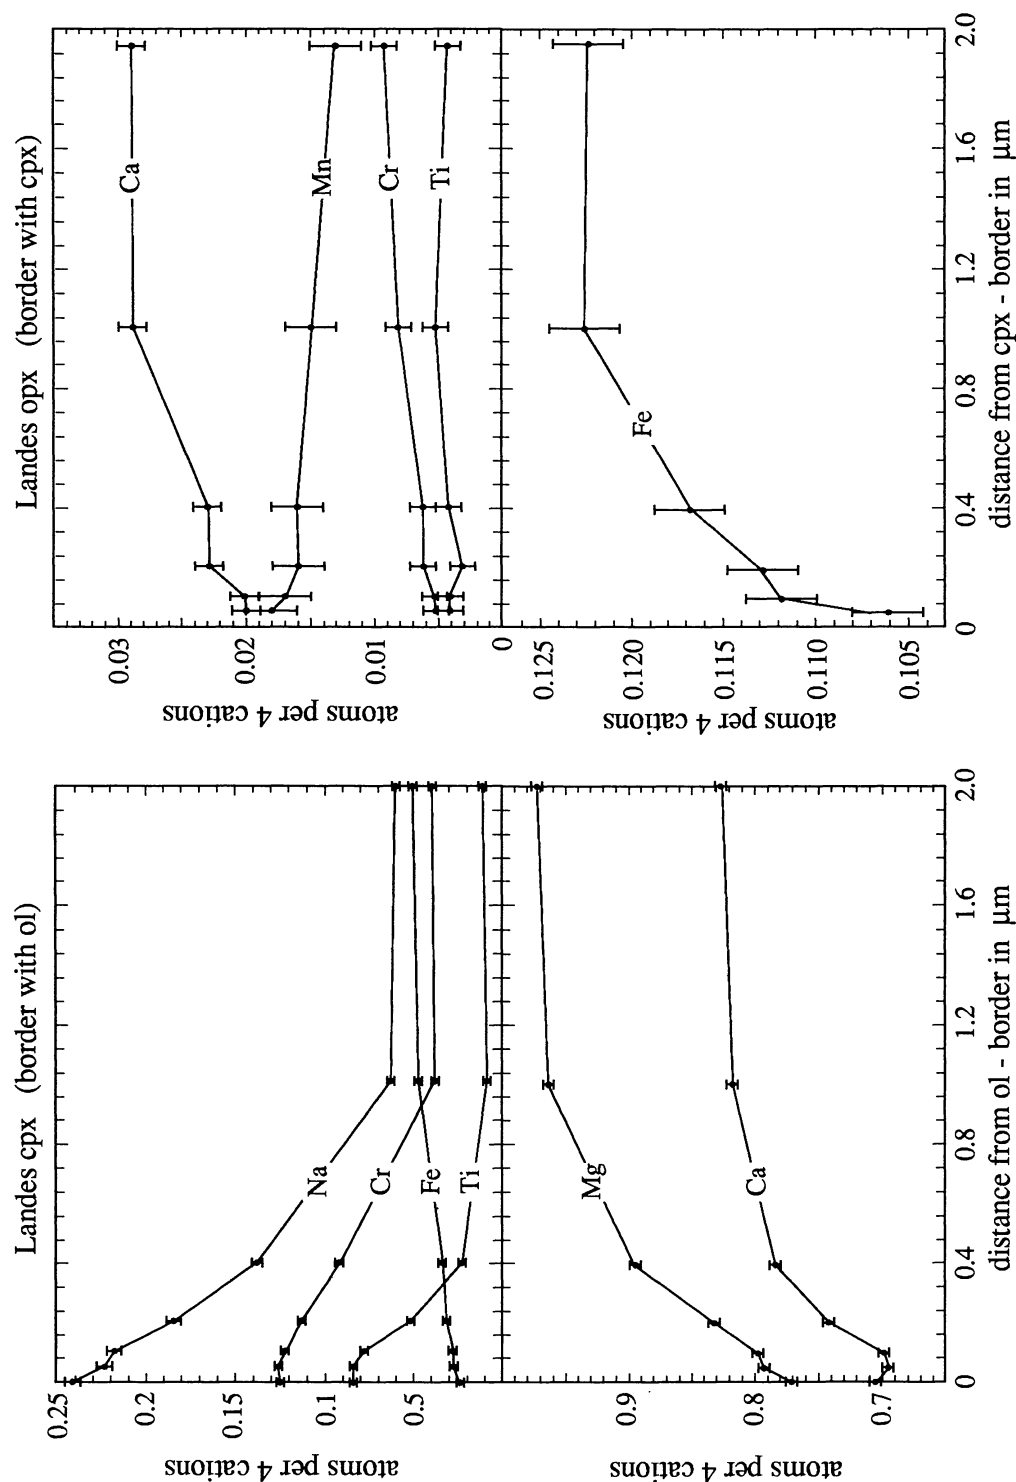 Landes cpx (border with ol)
atoms per 4 cations
0.25
0.2
0.15
0.1
0.5
Na
Cr
Fe
Ti
atoms per 4 cations
0.9
0.8
0.7
Mg
Ca
0
0.4
0.8
1.2
1.6
2.0
distance from ol - border in μm
Landes opx (border with cpx)
atoms per 4 cations
0.03
0.02
0.01
0
Ca
Mn
Cr
Ti
atoms per 4 cations
0.125
0.120
0.115
0.110
0.105
Fe
0
0.4
0.8
1.2
1.6
2.0
distance from cpx - border in μm